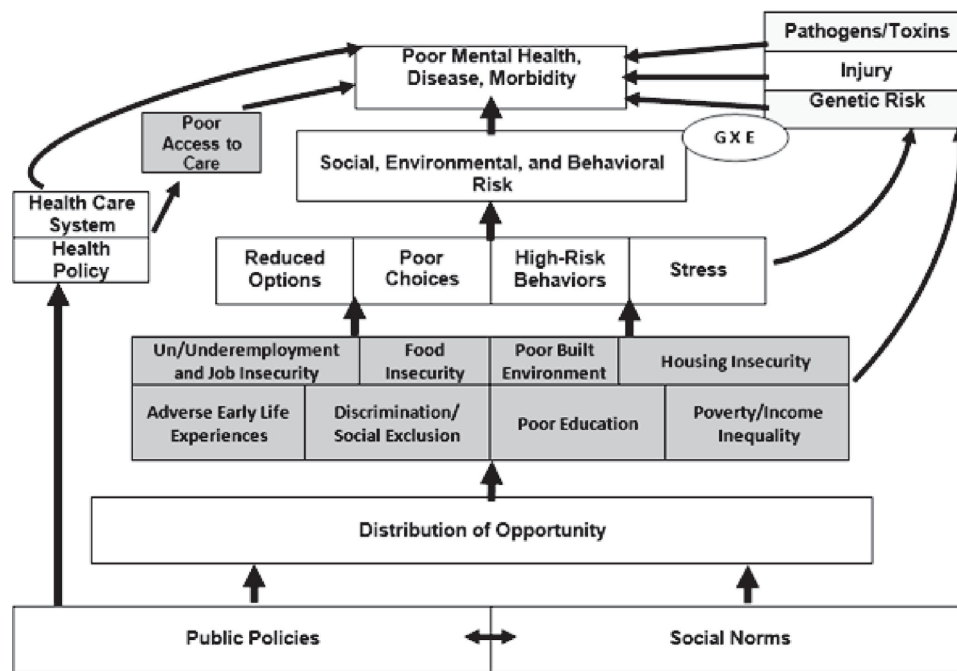 Pathogens/Toxins
Injury
Genetic Risk
Poor Mental Health,
Disease, Morbidity
G X E
Poor
Access to
Care
Social, Environmental, and Behavioral
Risk
Health Care
System
Health
Policy
Reduced
Options
Poor
Choices
High-Risk
Behaviors
Stress
Un/Underemployment
and Job Insecurity
Food
Insecurity
Poor Built
Environment
Housing Insecurity
Adverse Early Life
Experiences
Discrimination/
Social Exclusion
Poor Education
Poverty/Income
Inequality
Distribution of Opportunity
Public Policies
Social Norms